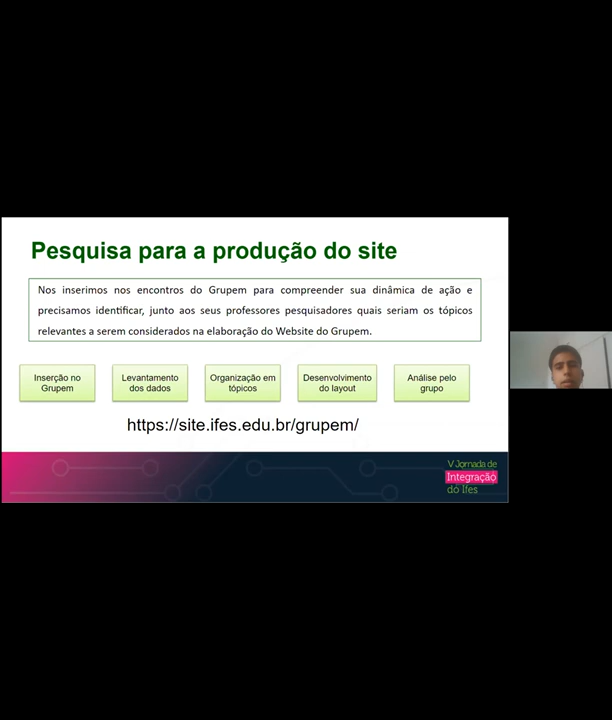 Pesquisa para a produção do site
Nos inserimos nos encontros do Grupem para compreender sua dinâmica de ação e
precisamos identificar, junto aos seus professores pesquisadores quais seriam os tópicos
relevantes a serem considerados na elaboração do Website do Grupem.
Inserção no
Grupem
Levantamento
dos dados
Organização em
tópicos
Desenvolvimento
do layout
Análise pelo
grupo
https://site.ifes.edu.br/grupem/
V Jornada de
Integração
do Ifes